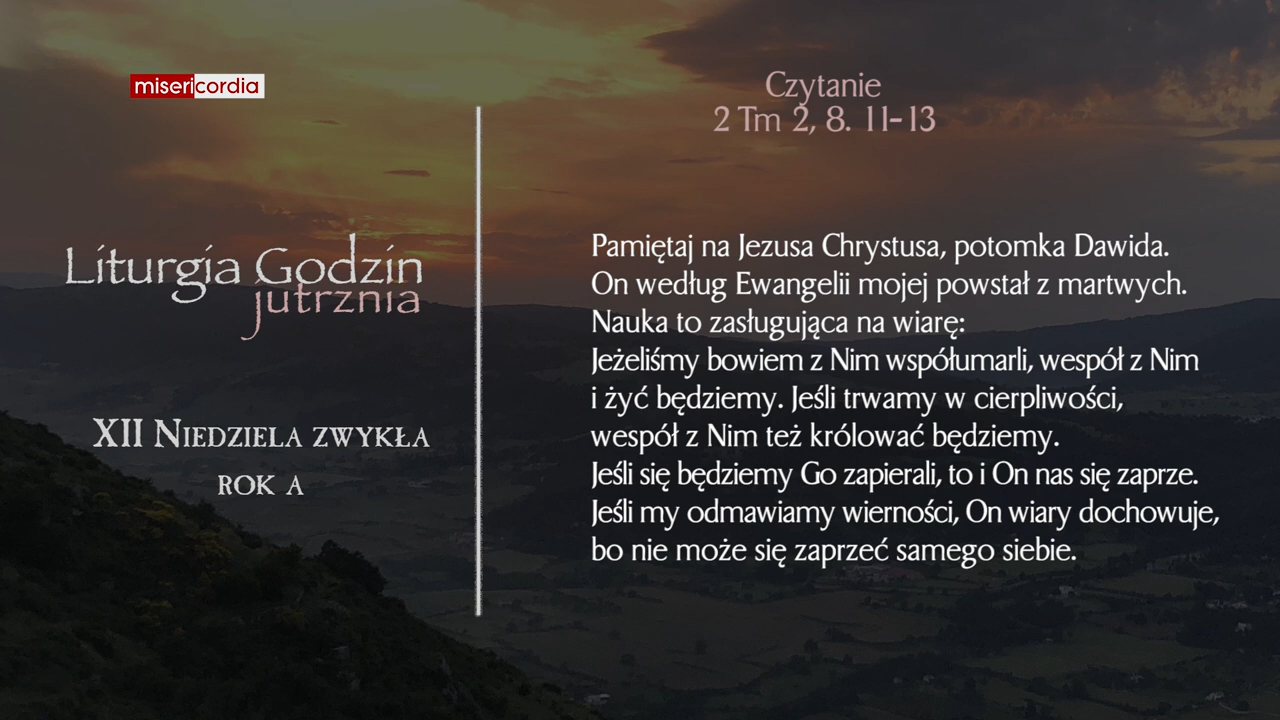 misericordia
Liturgia Godzin
jutrznia
XII Niedziela zwykła
rok A
Czytanie
2 Tm 2, 8. 11-13
Pamiętaj na Jezusa Chrystusa, potomka Dawida.
On według Ewangelii mojej powstał z martwych.
Nauka to zasługująca na wiarę:
Jeżeliśmy bowiem z Nim współumarli, wespół z Nim
i żyć będziemy. Jeśli trwamy w cierpliwości,
wespół z Nim też królować będziemy.
Jeśli się będziemy Go zapierali, to i On nas się zaprze.
Jeśli my odmawiamy wierności, On wiary dochowuje,
bo nie może się zaprzeć samego siebie.